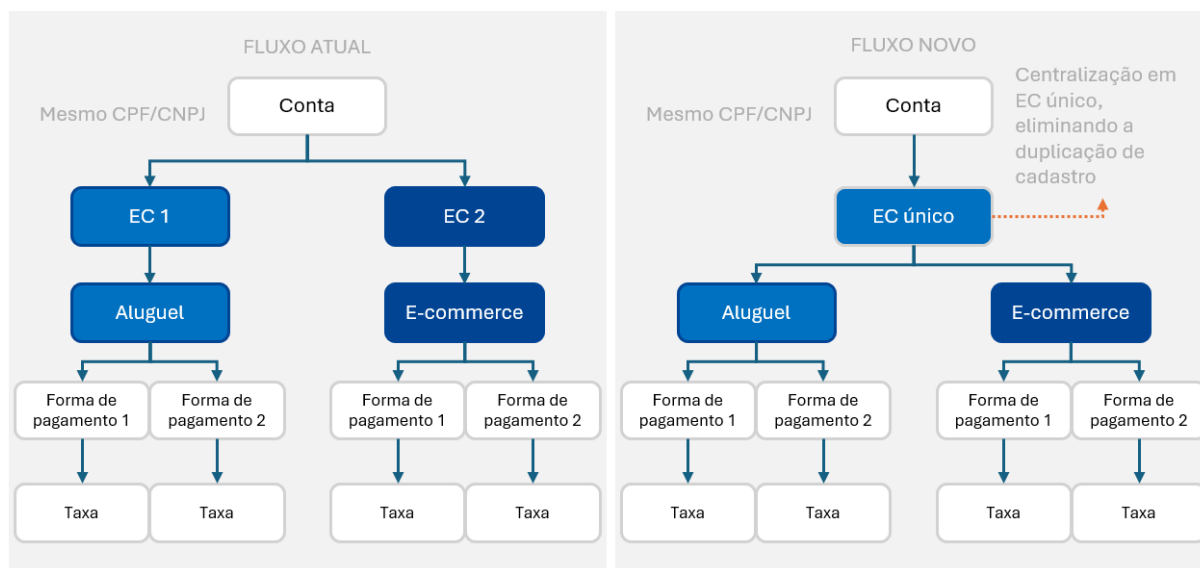 FLUXO ATUAL
Mesmo CPF/CNPJ
Conta
EC 1
EC 2
Aluguel
E-commerce
Forma de
pagamento 1
Forma de
pagamento 2
Forma de
pagamento 1
Forma de
pagamento 2
Taxa
Taxa
Taxa
Taxa
FLUXO NOVO
Mesmo CPF/CNPJ
Conta
Centralização em
EC único,
eliminando a
duplicação de
cadastro
EC único
Aluguel
E-commerce
Forma de
pagamento 1
Forma de
pagamento 2
Forma de
pagamento 1
Forma de
pagamento 2
Taxa
Taxa
Taxa
Taxa